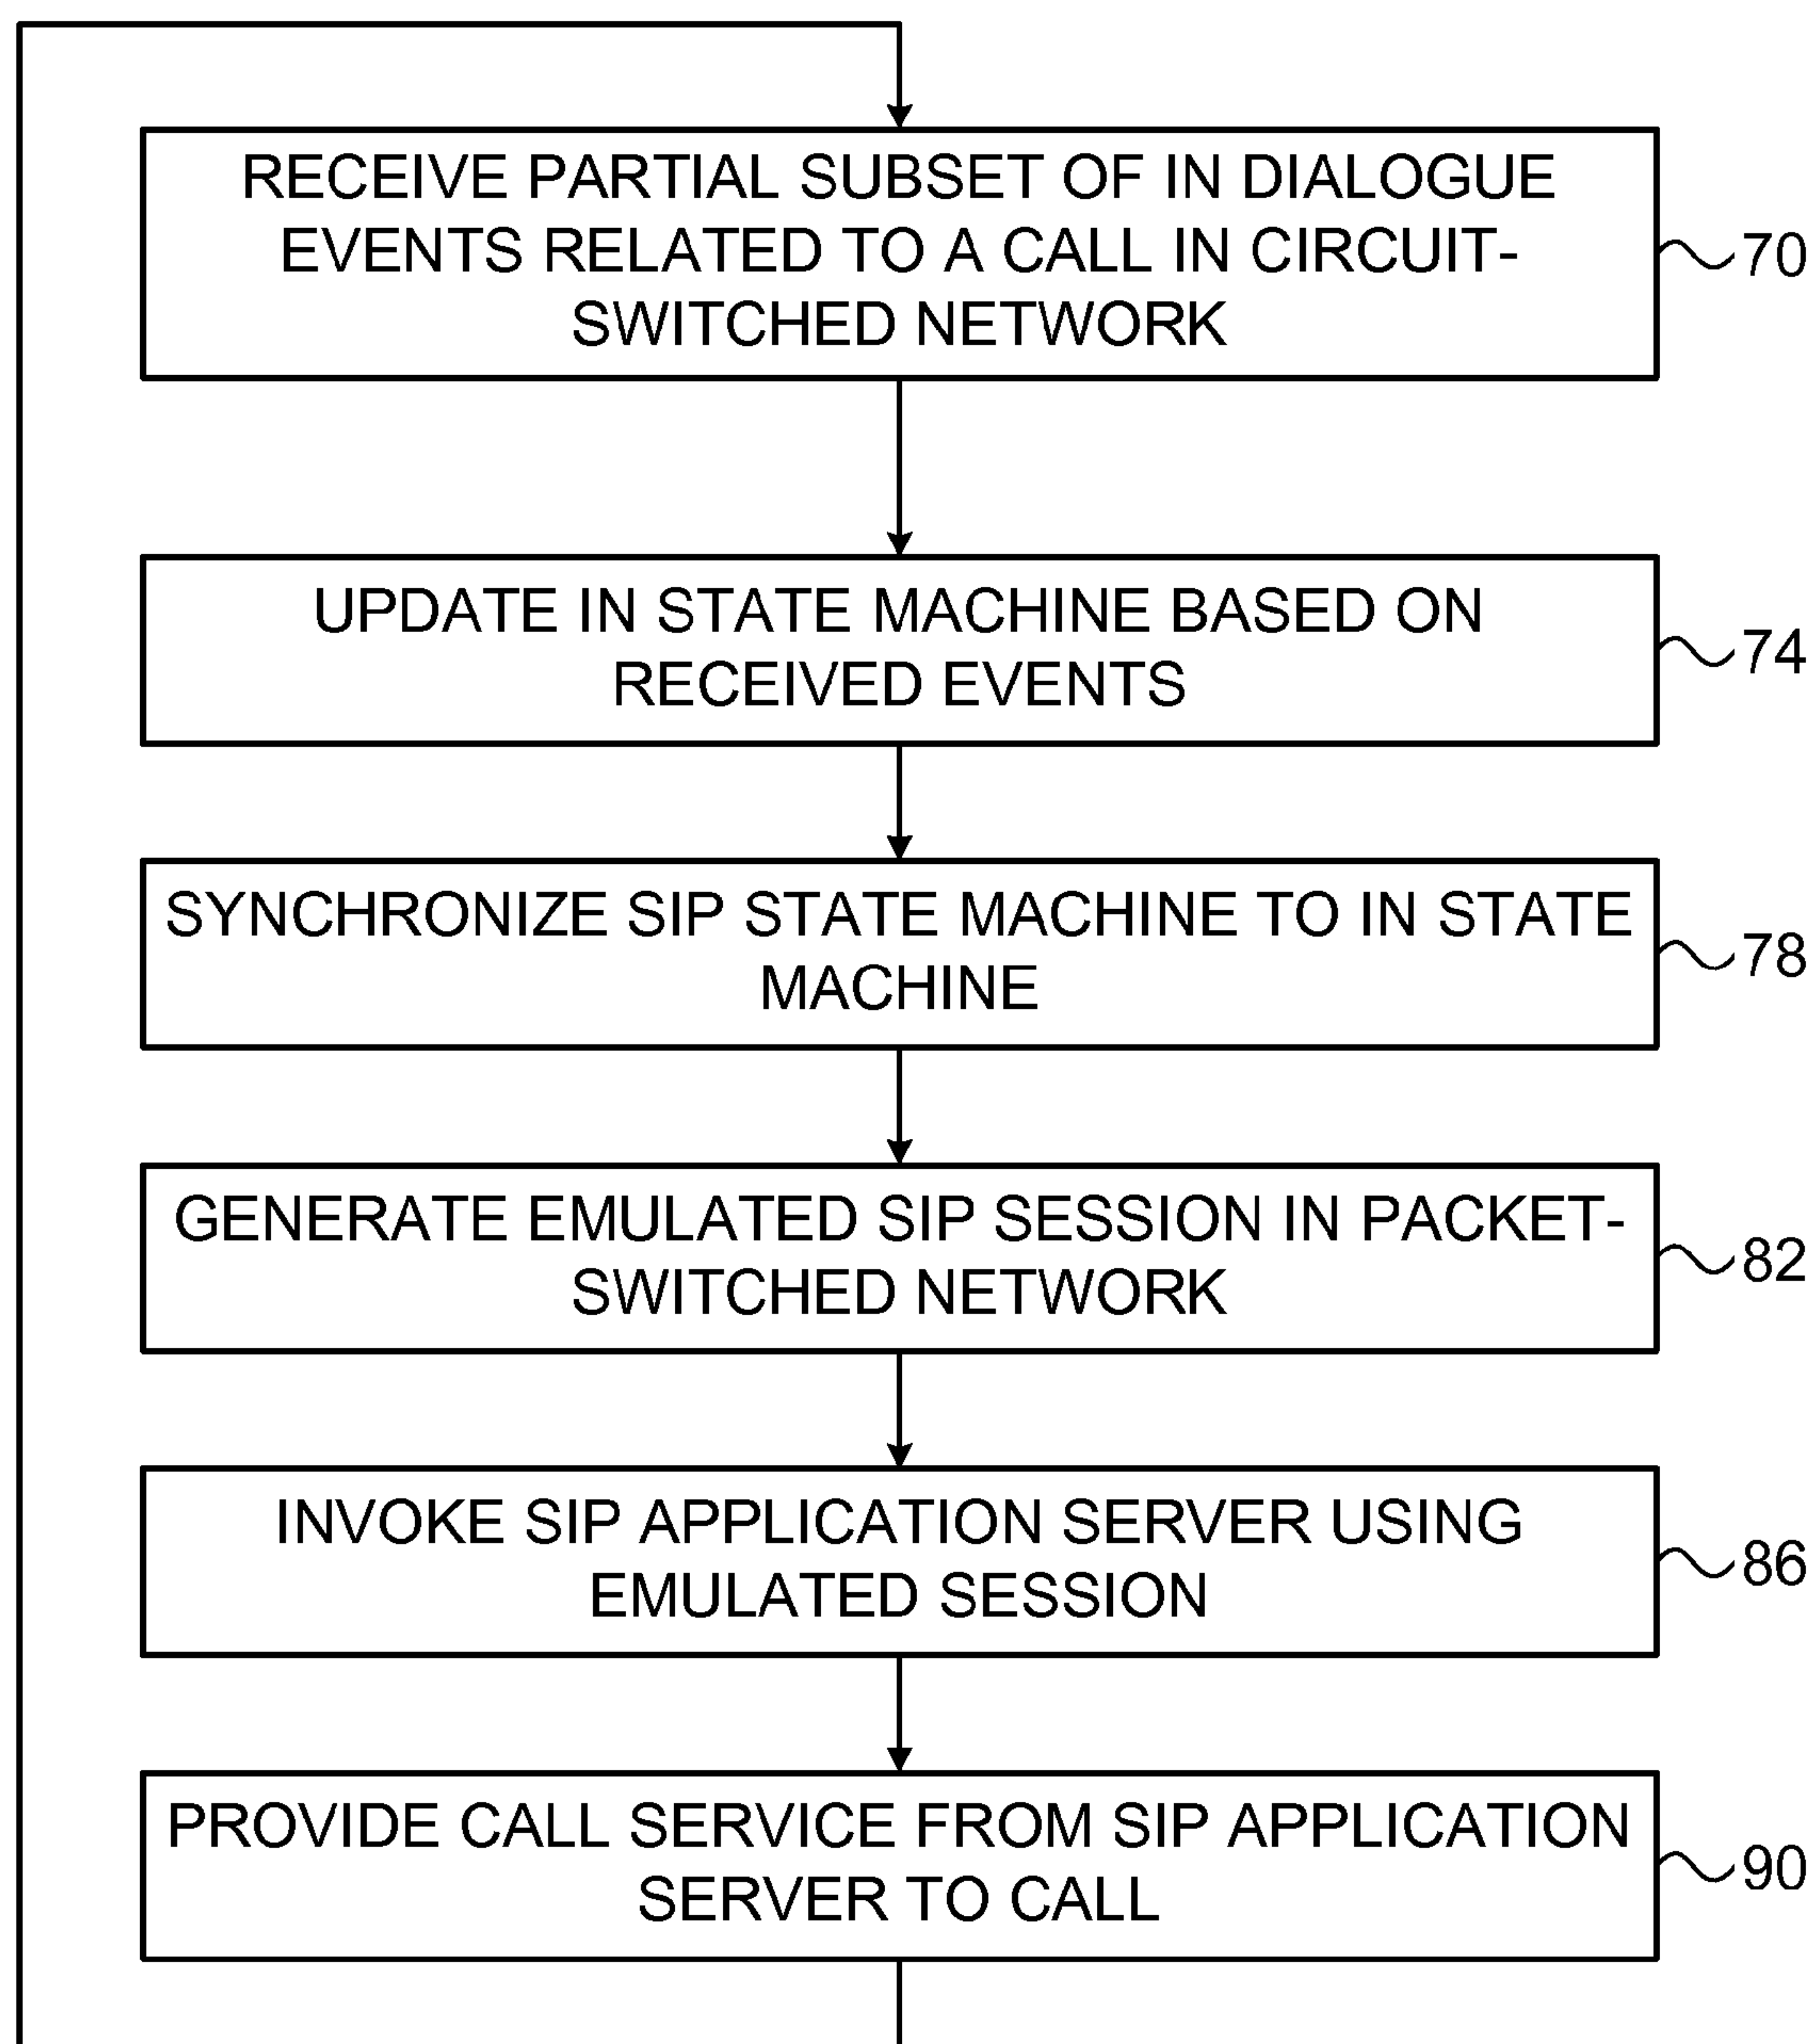 RECEIVE PARTIAL SUBSET OF IN DIALOGUE
EVENTS RELATED TO A CALL IN CIRCUIT-
SWITCHED NETWORK
70
UPDATE IN STATE MACHINE BASED ON
RECEIVED EVENTS
74
SYNCHRONIZE SIP STATE MACHINE TO IN STATE
MACHINE
78
GENERATE EMULATED SIP SESSION IN PACKET-
SWITCHED NETWORK
82
INVOKE SIP APPLICATION SERVER USING
EMULATED SESSION
86
PROVIDE CALL SERVICE FROM SIP APPLICATION
SERVER TO CALL
90